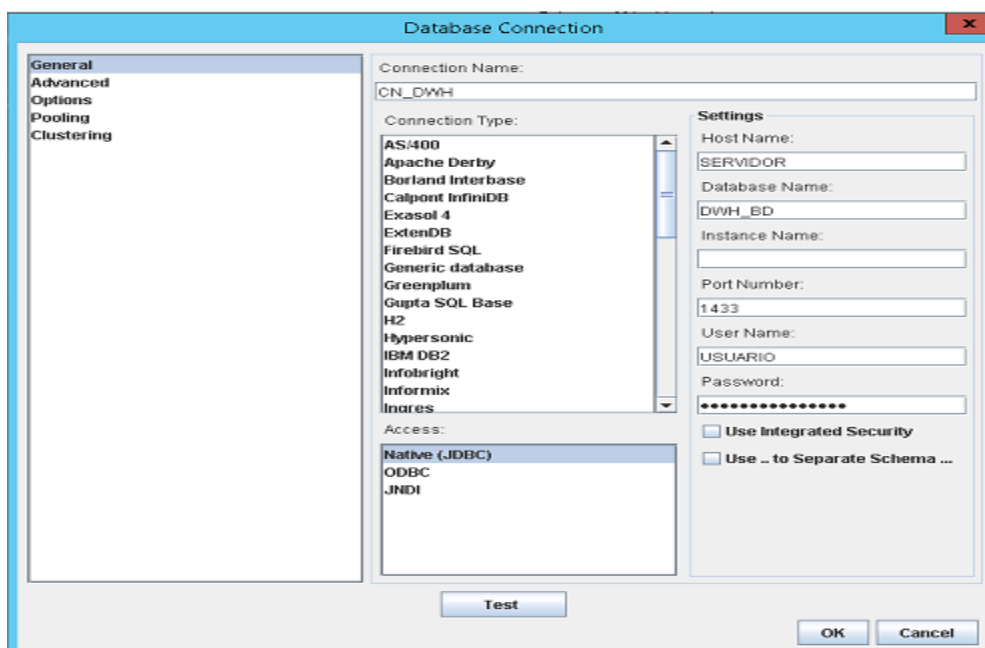 Database Connection
x
General
Advanced
Options
Pooling
Clustering
Connection Name:
CN_DWH
Connection Type:
AS/400
Apache Derby
Borland Interbase
Calpont InfiniDB
Exasol 4
ExtenDB
Firebird SQL
Generic database
Greenplum
Gupta SQL Base
H2
Hypersonic
IBM DB2
Infobright
Informix
Ingres
Access:
Native (JDBC)
ODBC
JNDI
Settings
Host Name:
SERVIDOR
Database Name:
DWH_BD
Instance Name:
Port Number:
1433
User Name:
USUARIO
Password:
•••••••••••••••
Use Integrated Security
Use .. to Separate Schema ...
Test
OK
Cancel